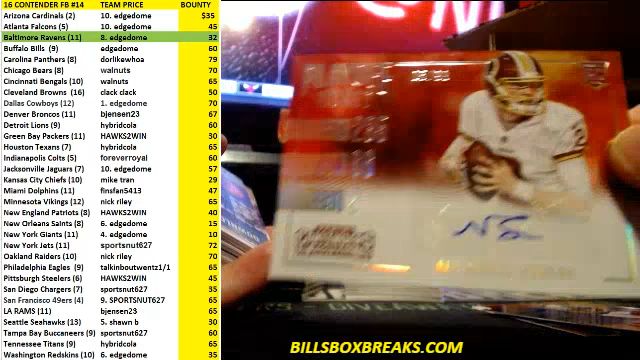 16 CONTENDER FB #14 TEAM PRICE BOUNTY
Arizona Cardinals (2) 10. edgedome $35
Atlanta Falcons (5) 10. edgedome 45
Baltimore Ravens (11) 8. edgedome 32
Buffalo Bills (9) edgedome 60
Carolina Panthers (8) dorlikewhoa 79
Chicago Bears (8) walnuts 70
Cincinnati Bengals (10) walnuts 65
Cleveland Browns (16) clack clack 50
Dallas Cowboys (12) 1. edgedome 70
Denver Broncos (11) bjensen23 67
Detroit Lions (9) hybridcola 60
Green Bay Packers (11) HAWKS2WIN 30
Houston Texas (7) hybridcola 65
Indianapolis Colts (5) foreverroyal 60
Jacksonville Jaguars (7) 10. edgedome 57
Kansas City Chiefs (10) mike tran 29
Miami Dolphins (11) finsfan5413 47
Minnesota Vikings (12) nick riley 65
New England Patriots (8) HAWKS2WIN 40
New Orleans Saints (8) 6. edgedome 15
New York Giants (11) 4. edgedome 10
New York Jets (11) sportsnut627 72
Oakland Raiders (10) nick riley 70
Philadelphia Eagles (9) talkinboutwentz1/1 65
Pittsburgh Steelers (6) HAWKS2WIN 45
San Diego Chargers (7) sportsnut627 35
San Francisco 49ers (4) 9. SPORTSNUT627 65
LA RAMS (11) bjensen23 65
Seattle Seahawks (13) 5. shawn b 30
Tampa Bay Buccaneers (9) sportsnut627 60
Tennessee Titans (9) hybridcola 65
Washington Redskins (10) 6. edgedome 35
BILLSBOXBREAKS.COM